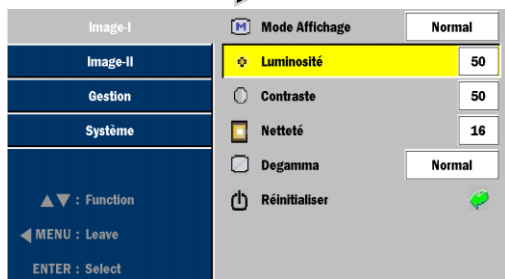 Image-I
Image-II
Gestion
Système
▲▼ : Function
◀ MENU : Leave
ENTER : Select
M Mode Affichage Normal
Luminosité 50
Contraste 50
Netteté 16
Degamma Normal
Réinitialiser